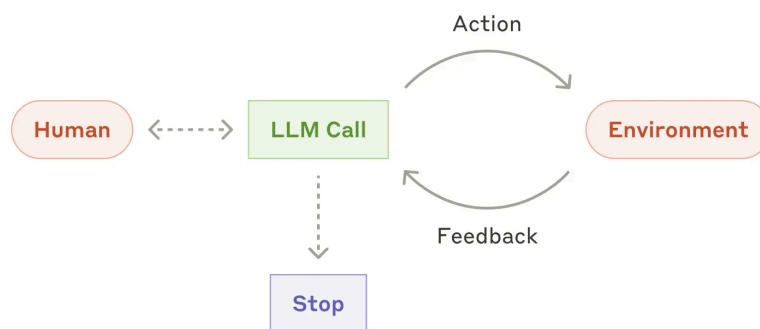 Action
Human
LLM Call
Environment
Feedback
Stop